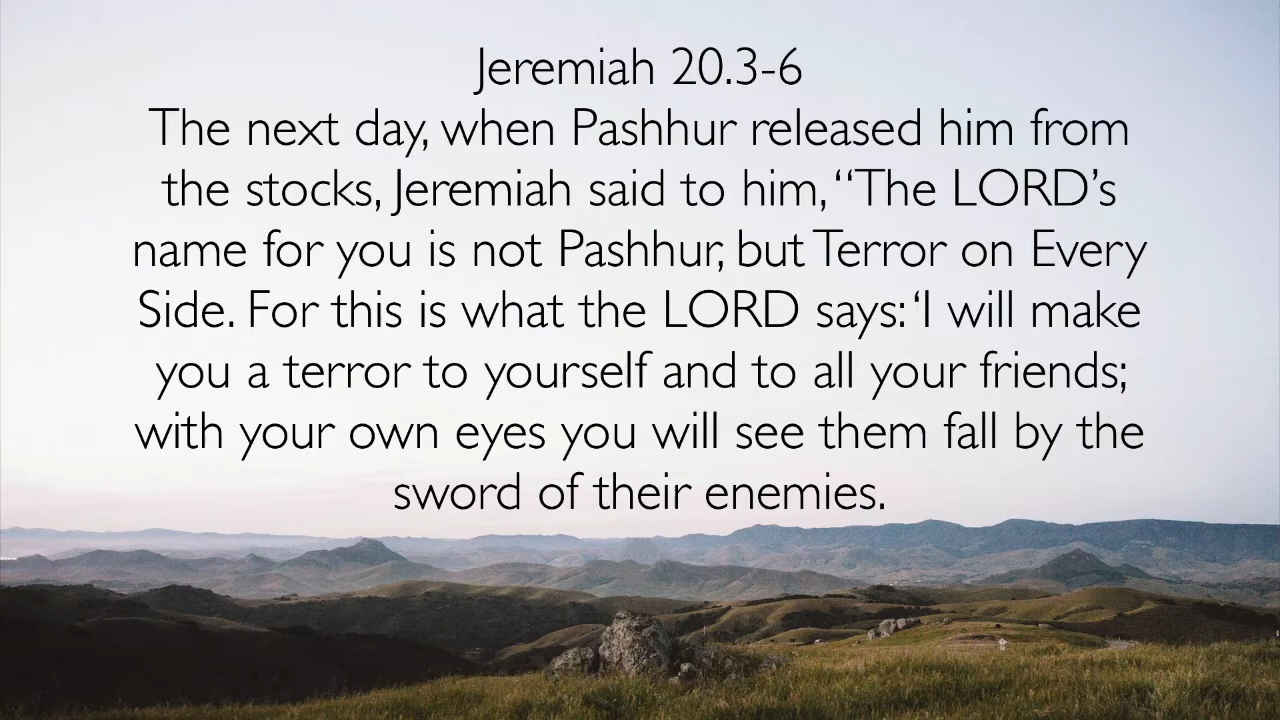 Jeremiah 20.3-6
The next day, when Pashhur released him from
the stocks, Jeremiah said to him, “The LORD’s
name for you is not Pashhur, but Terror on Every
Side. For this is what the LORD says: ‘I will make
you a terror to yourself and to all your friends;
with your own eyes you will see them fall by the
sword of their enemies.